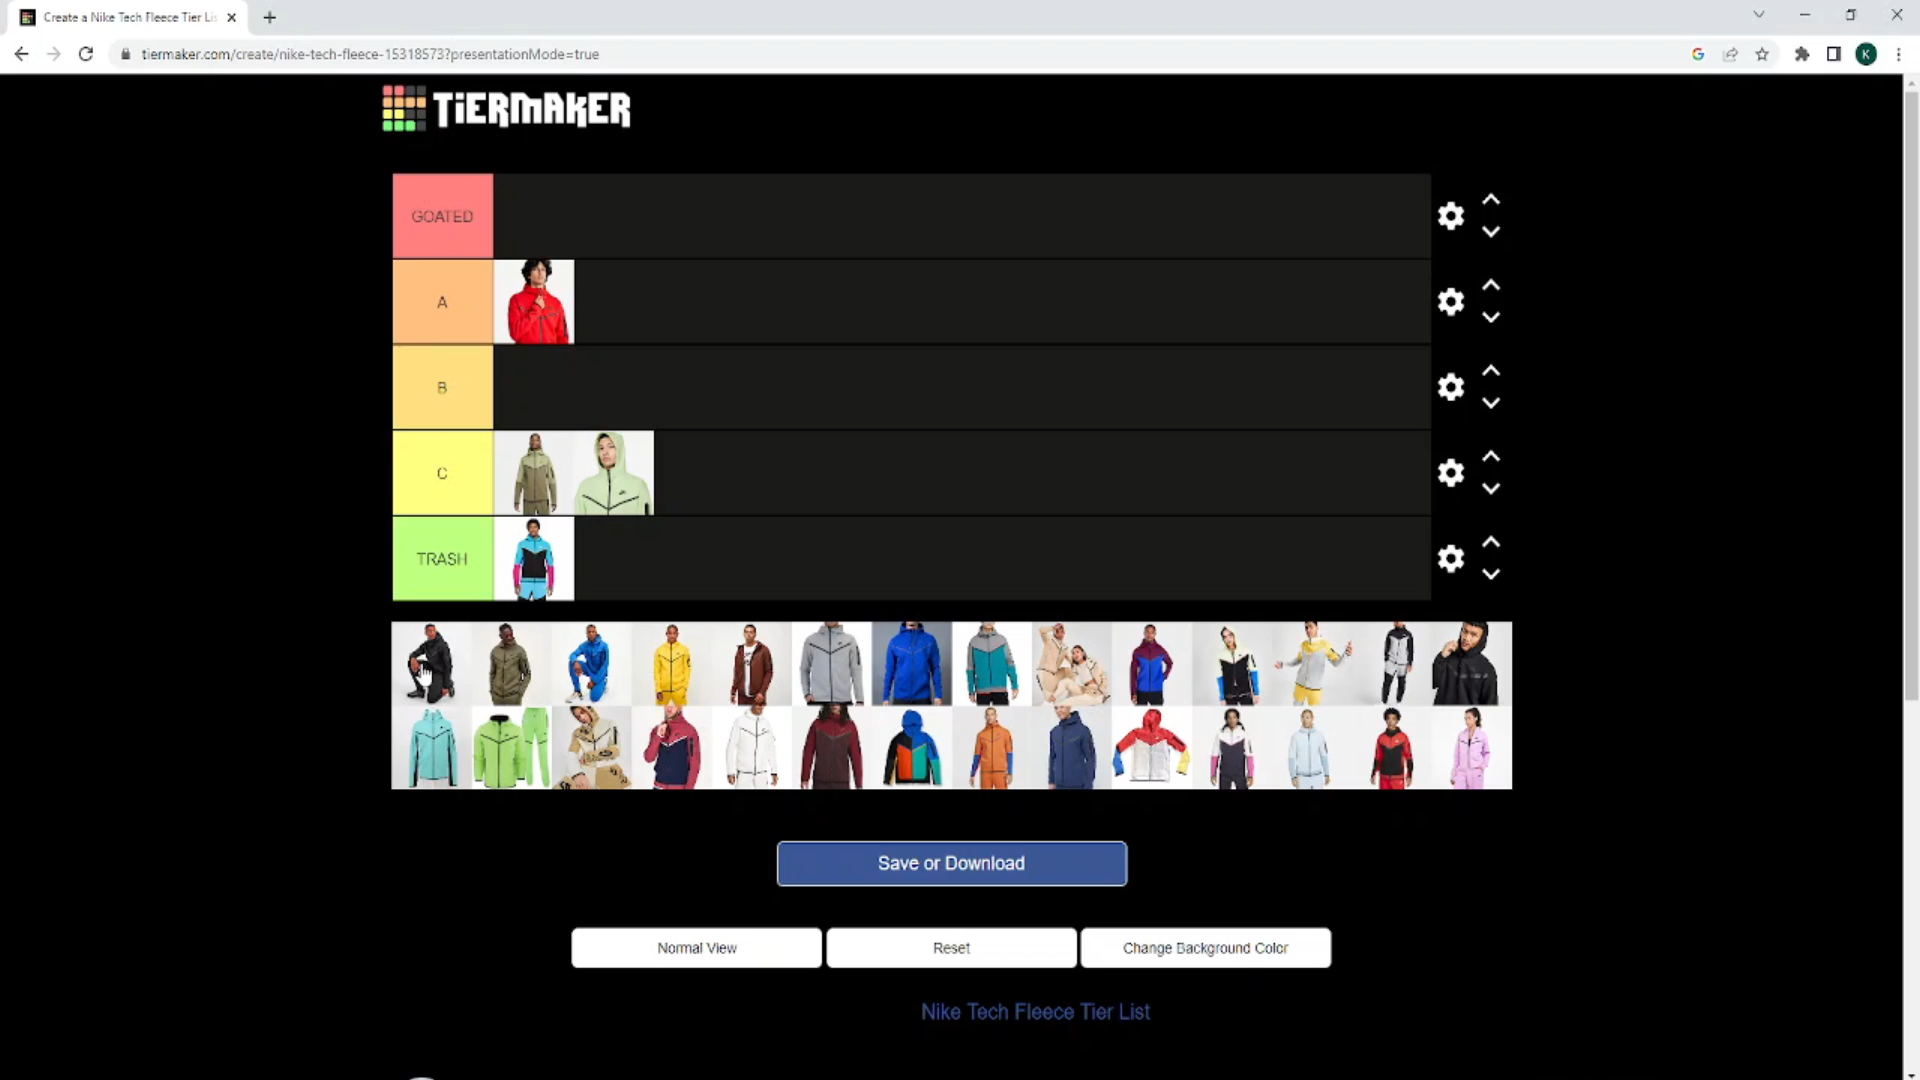 Create a Nike Tech Fleece Tier Lis
tiermaker.com/create/nike-tech-fleece-15318573?presentationMode=true
K
TiERMAKER
GOATED
A
B
C
TRASH
Save or Download
Normal View
Reset
Change Background Color
Nike Tech Fleece Tier List